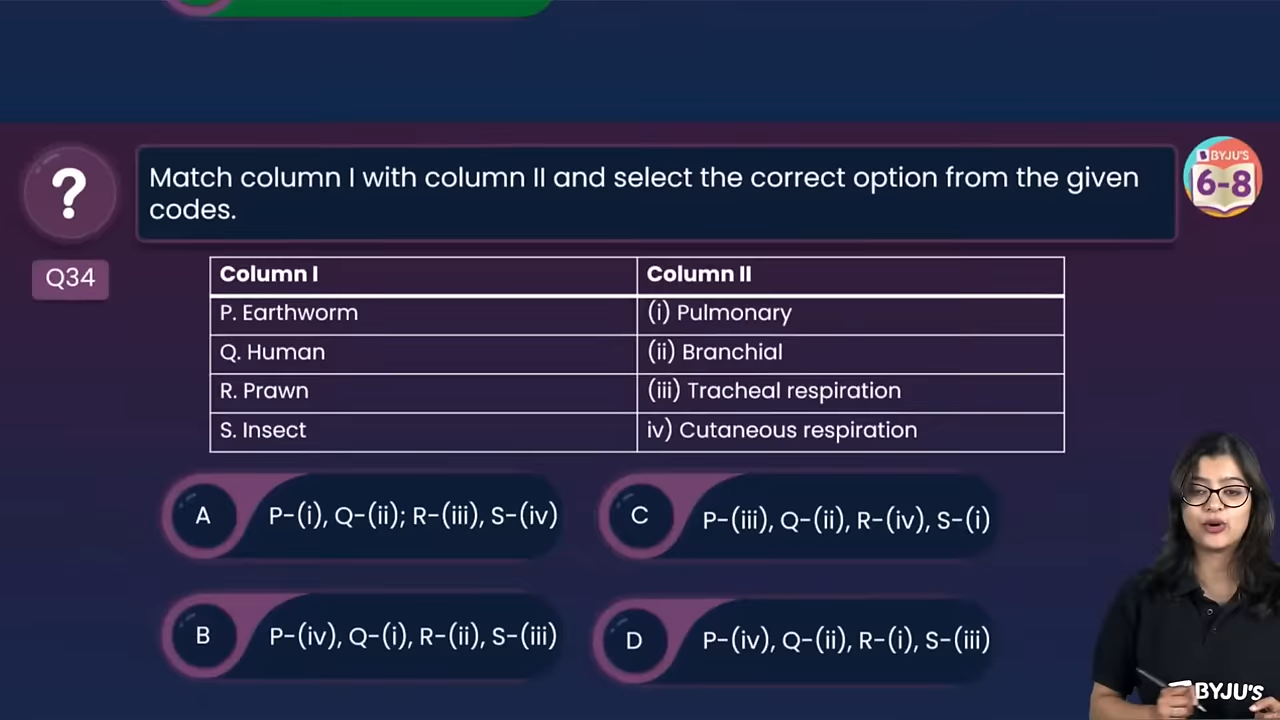 ?
Match column I with column II and select the correct option from the given
codes.
BYJU'S
6-8
Q34
Column I Column II
P. Earthworm (i) Pulmonary
Q. Human (ii) Branchial
R. Prawn (iii) Tracheal respiration
S. Insect iv) Cutaneous respiration
A P-(i), Q-(ii); R-(iii), S-(iv)
C P-(iii), Q-(ii), R-(iv), S-(i)
B P-(iv), Q-(i), R-(ii), S-(iii)
D P-(iv), Q-(ii), R-(i), S-(iii)
BYJU'S